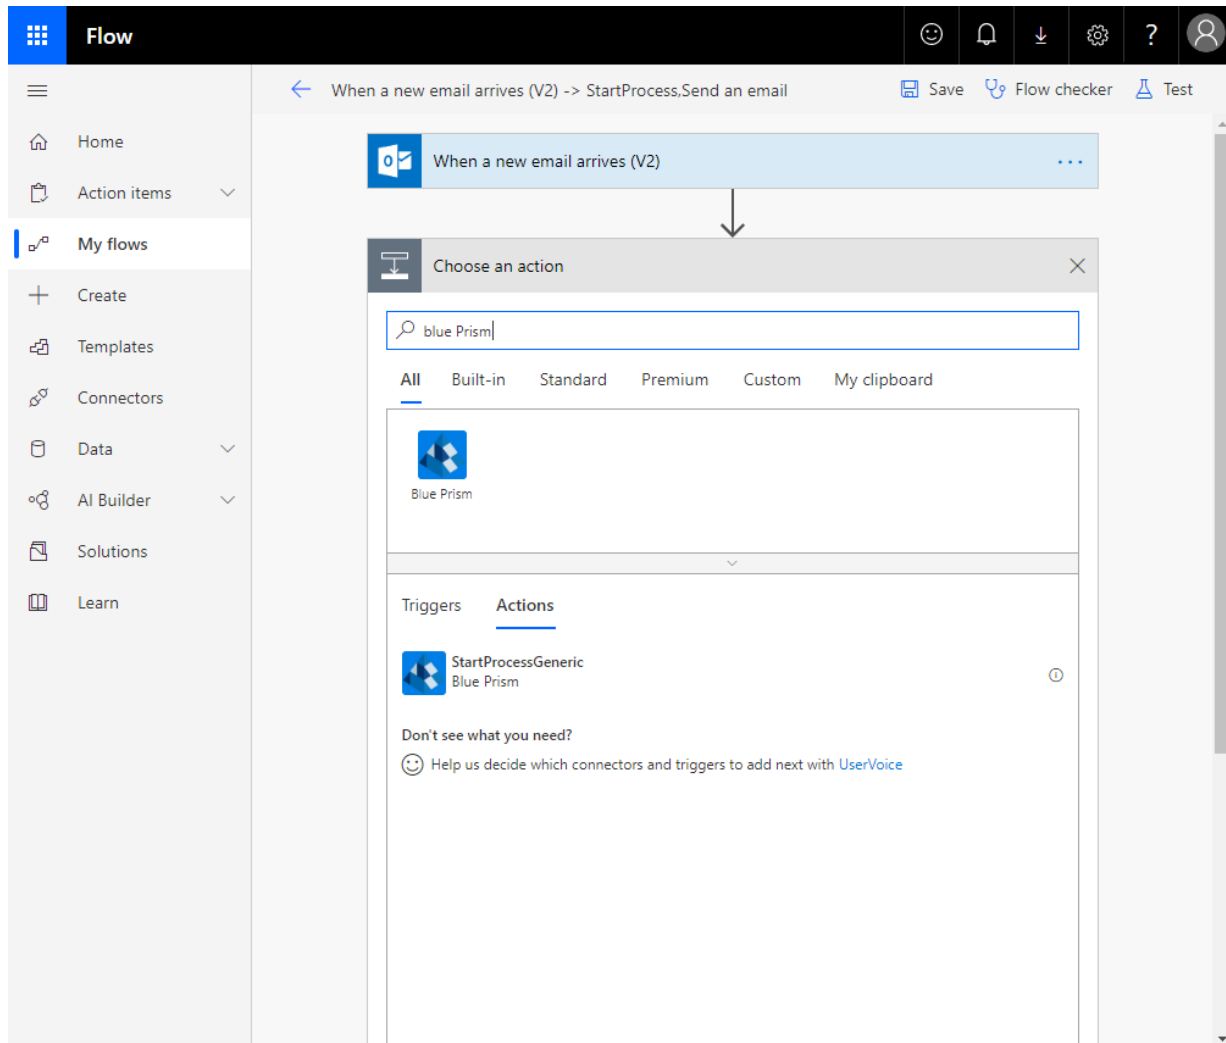 Flow
?
When a new email arrives (V2) -> StartProcess,Send an email
Save
Flow checker
Test
Home
Action items
My flows
Create
Templates
Connectors
Data
AI Builder
Solutions
Learn
When a new email arrives (V2)
Choose an action
blue Prism
All Built-in Standard Premium Custom My clipboard
Blue Prism
Triggers Actions
StartProcessGeneric
Blue Prism
Don't see what you need?
Help us decide which connectors and triggers to add next with UserVoice